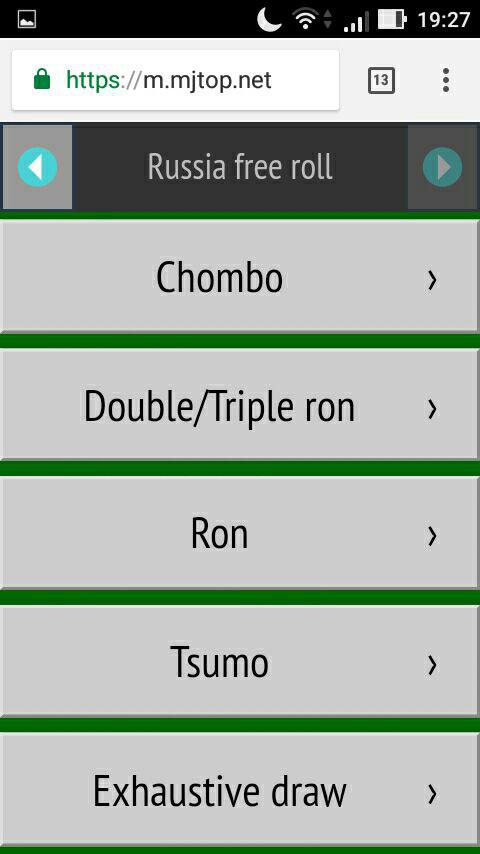 19:27
https://m.mjtop.net
13
Russia free roll
Chombo
Double/Triple ron
Ron
Tsumo
Exhaustive draw